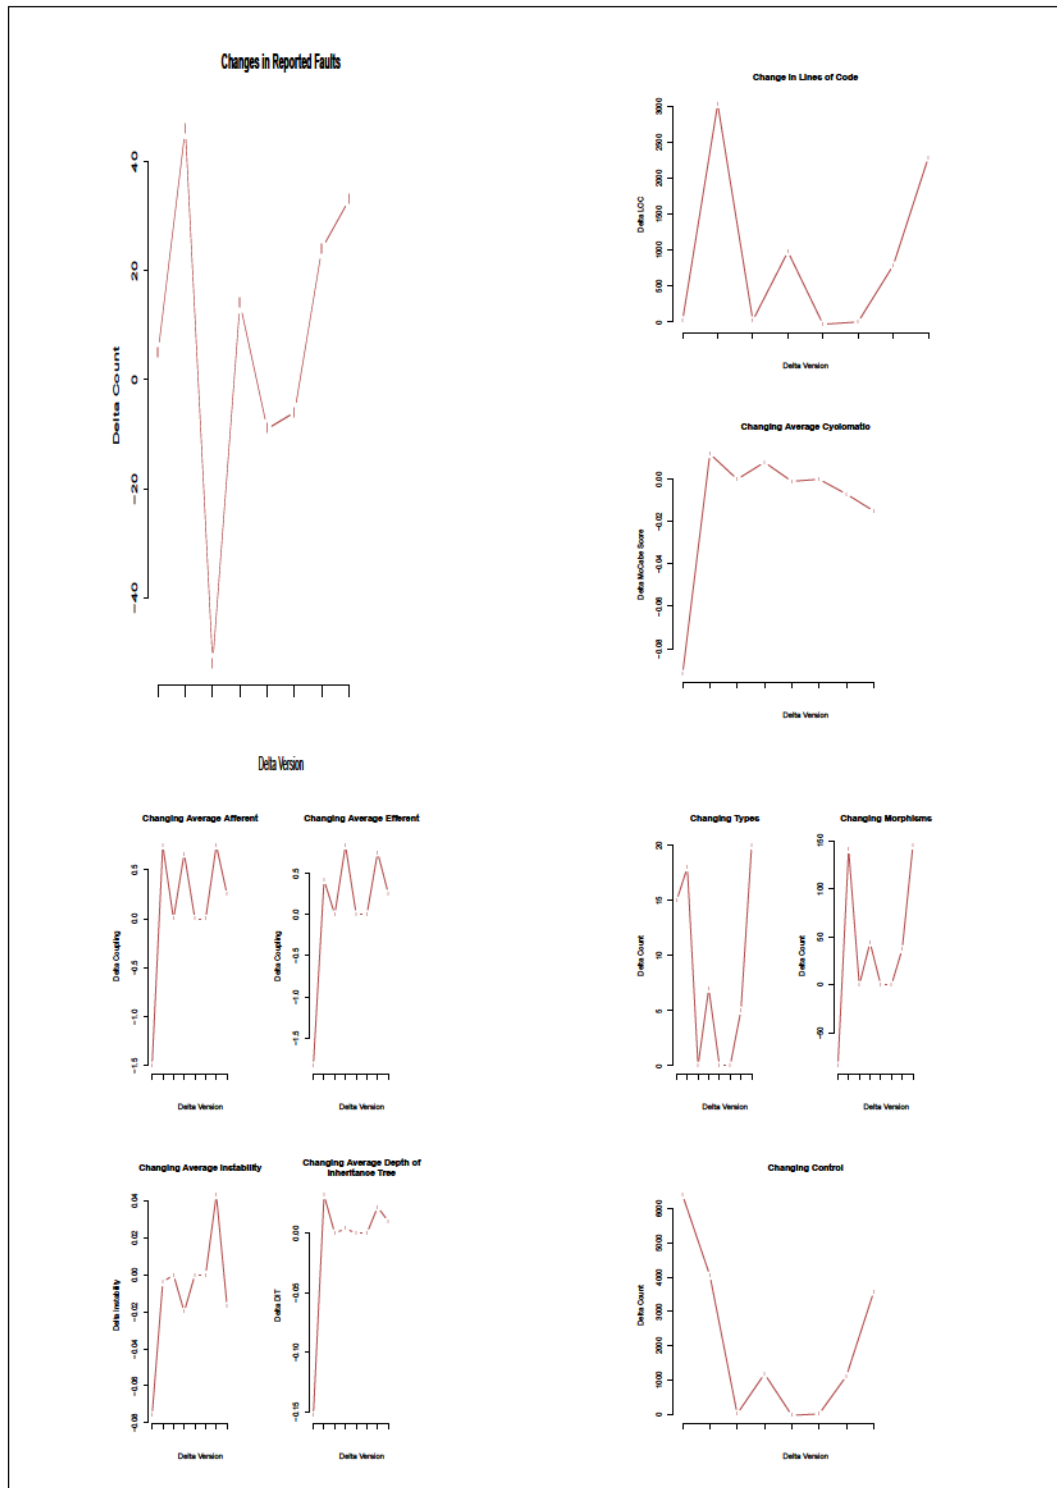 Changes in Reported Faults
Delta Count
40
20
0
−20
−40
Delta Version
Change in Lines of Code
Delta LOC
3000
2500
2000
1500
1000
500
0
Delta Version
Changing Average Cyclomatic
Delta McCabe Score
0.00
−0.02
−0.04
−0.06
−0.08
Delta Version
Changing Average Afferent
Delta Coupling
0.5
0.0
−0.5
−1.0
−1.5
Delta Version
Changing Average Efferent
Delta Coupling
0.5
0.0
−0.5
−1.0
−1.5
Delta Version
Changing Types
Delta Count
20
15
10
5
0
Delta Version
Changing Morphisms
Delta Count
150
100
50
0
−50
Delta Version
Changing Average Instability
Delta Instability
0.04
0.02
0.00
−0.02
−0.04
−0.06
−0.08
Delta Version
Changing Average Depth of
Inheritance Tree
Delta DIT
0.00
−0.05
−0.10
−0.15
Delta Version
Changing Control
Delta Count
6000
5000
4000
3000
2000
1000
0
Delta Version